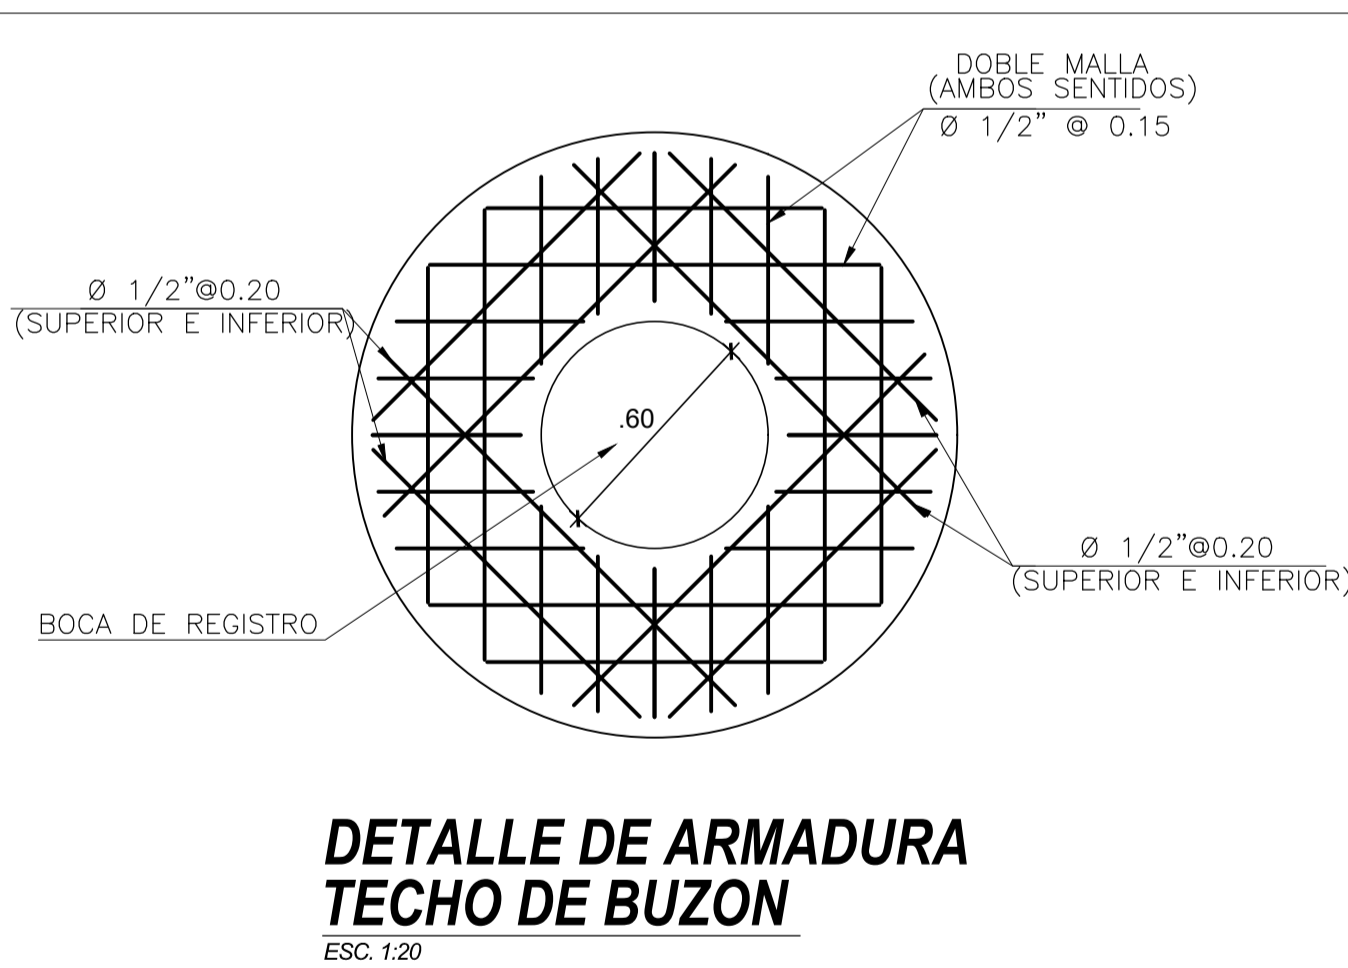 DOBLE MALLA
(AMBOS SENTIDOS)
Ø 1/2" @ 0.15
Ø 1/2"@0.20
(SUPERIOR E INFERIOR)
.60
Ø 1/2"@0.20
(SUPERIOR E INFERIOR)
BOCA DE REGISTRO
DETALLE DE ARMADURA
TECHO DE BUZON
ESC. 1:20